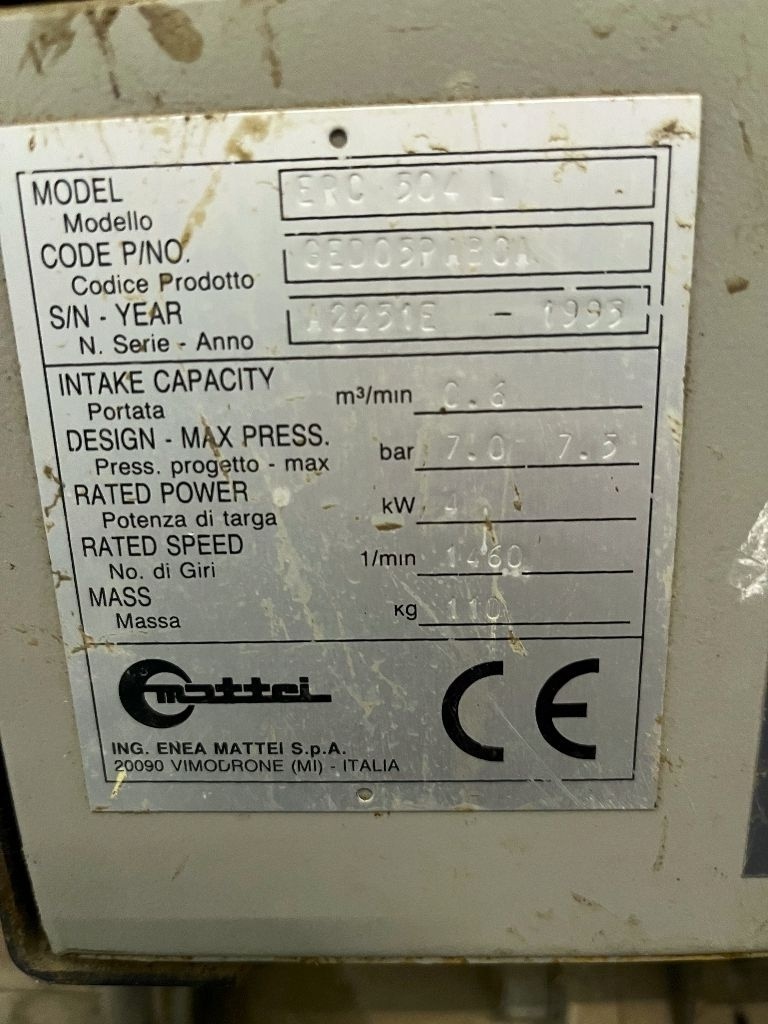 MODEL ERC 504 L
Modello
CODE P/NO.
Codice Prodotto
S/N - YEAR - 1995
N. Serie - Anno
INTAKE CAPACITY m³/min 0.6
Portata
DESIGN - MAX PRESS. bar 7.0 7.5
Press. progetto - max
RATED POWER kW 4
Potenza di targa
RATED SPEED 1/min 1460
No. di Giri
MASS Kg 110
Massa
mattei CE
ING. ENEA MATTEI S.p.A.
20090 VIMODRONE (MI) - ITALIA